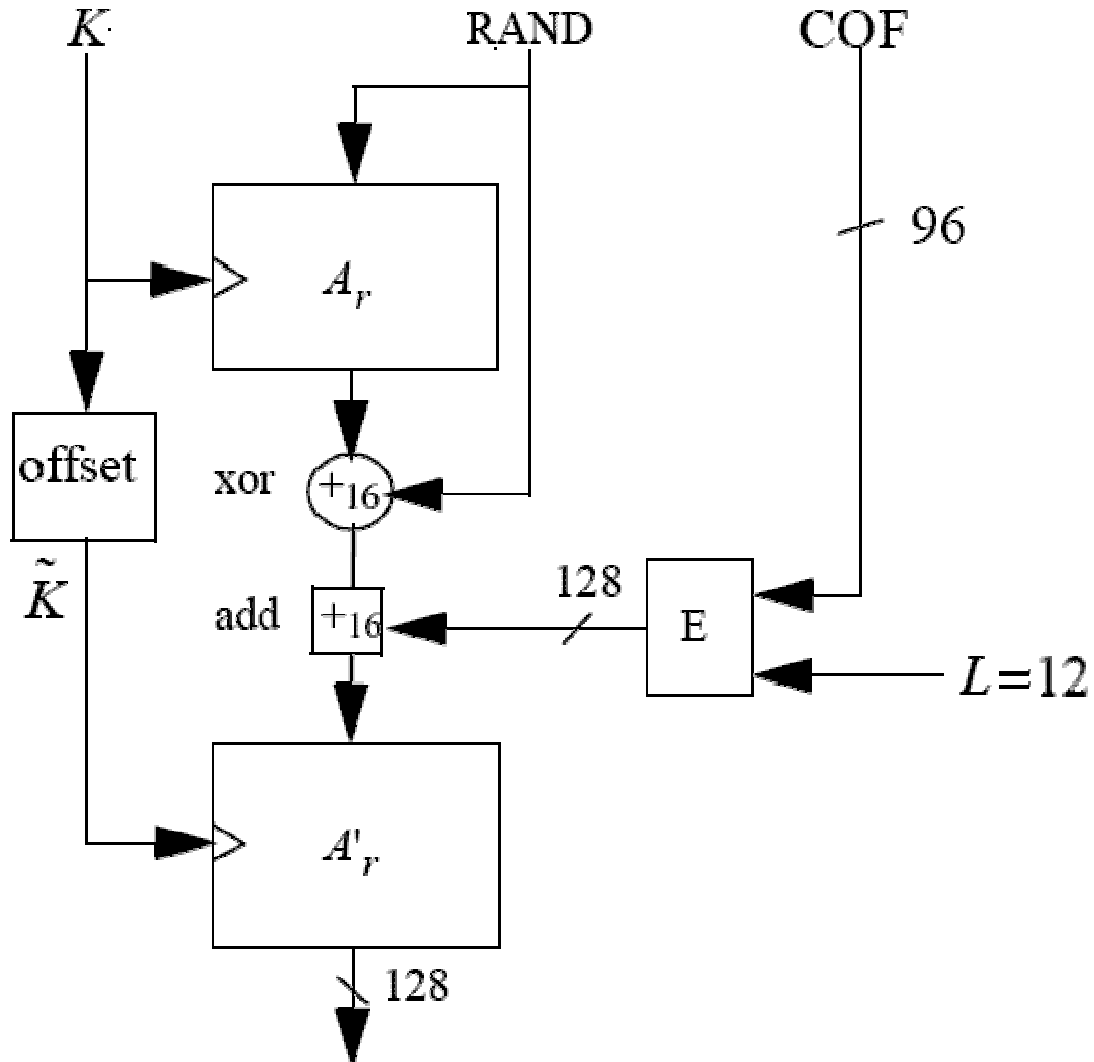 K RAND COF
96
A_r
offset
xor +16
K̃
128
add +16
E
L=12
A'_r
128